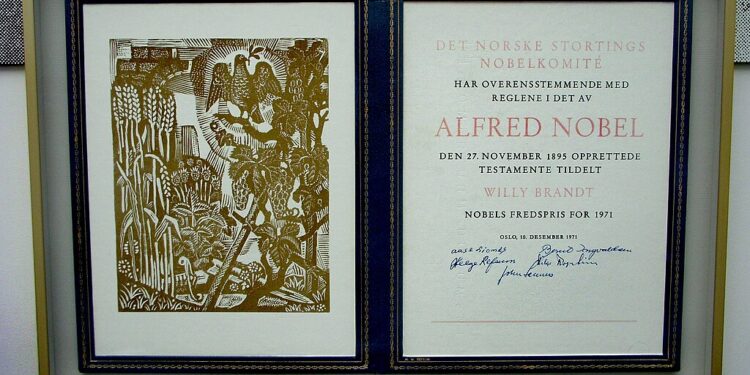 DET NORSKE STORTINGS
NOBELKOMITÉ
HAR OVERENSSTEMMENDE MED
REGLENE I DET AV
ALFRED NOBEL
DEN 27. NOVEMBER 1895 OPPRETTEDE
TESTAMENTE TILDELT
WILLY BRANDT
NOBELS FREDSPRIS FOR 1971
OSLO, 10. DESEMBER 1971